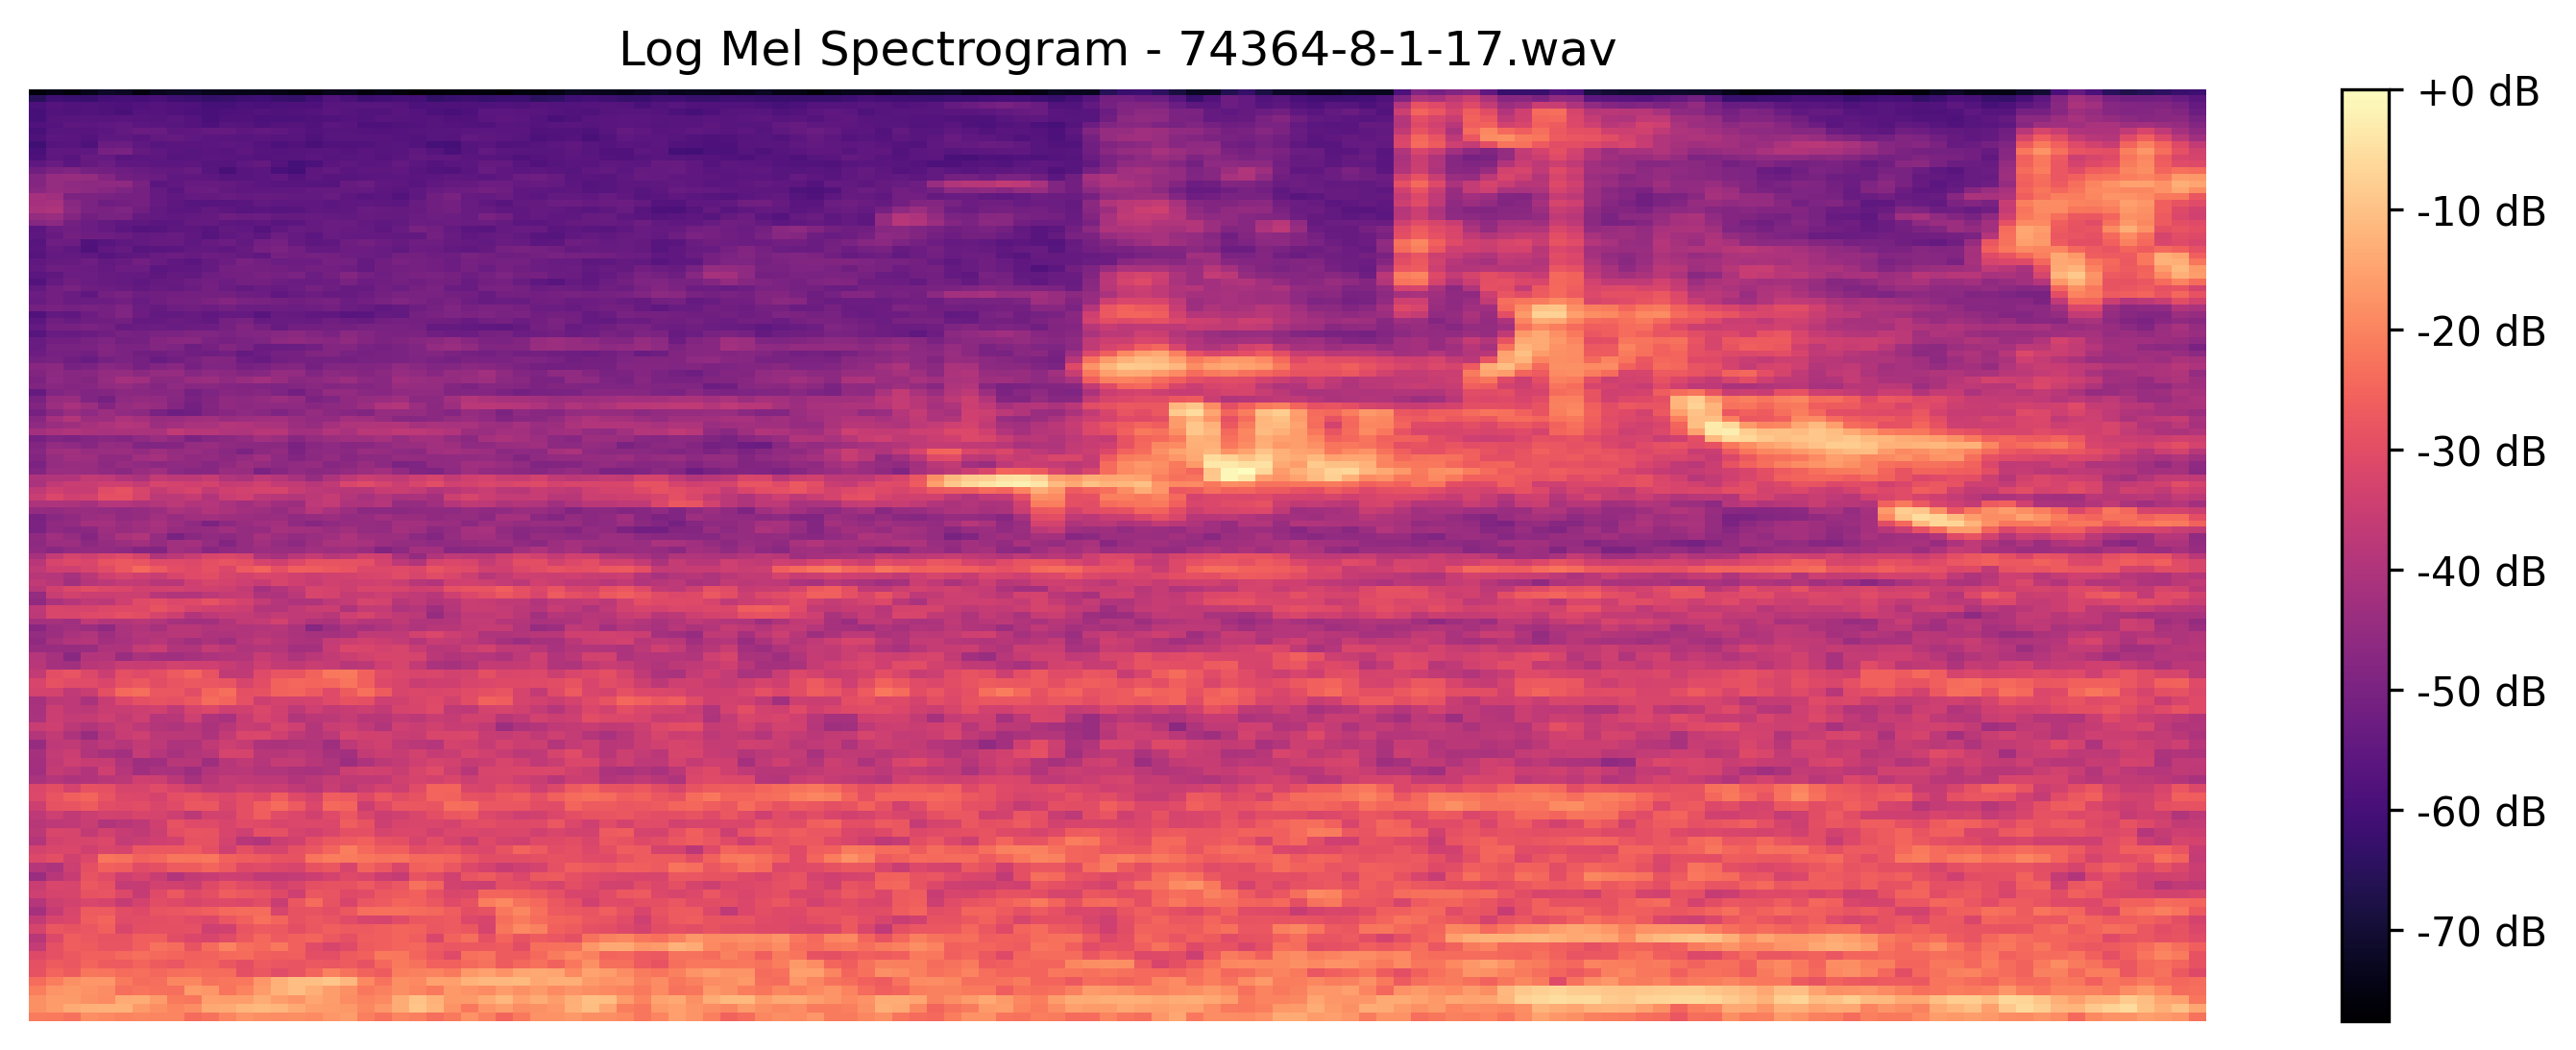 Log Mel Spectrogram - 74364-8-1-17.wav
+0 dB
-10 dB
-20 dB
-30 dB
-40 dB
-50 dB
-60 dB
-70 dB